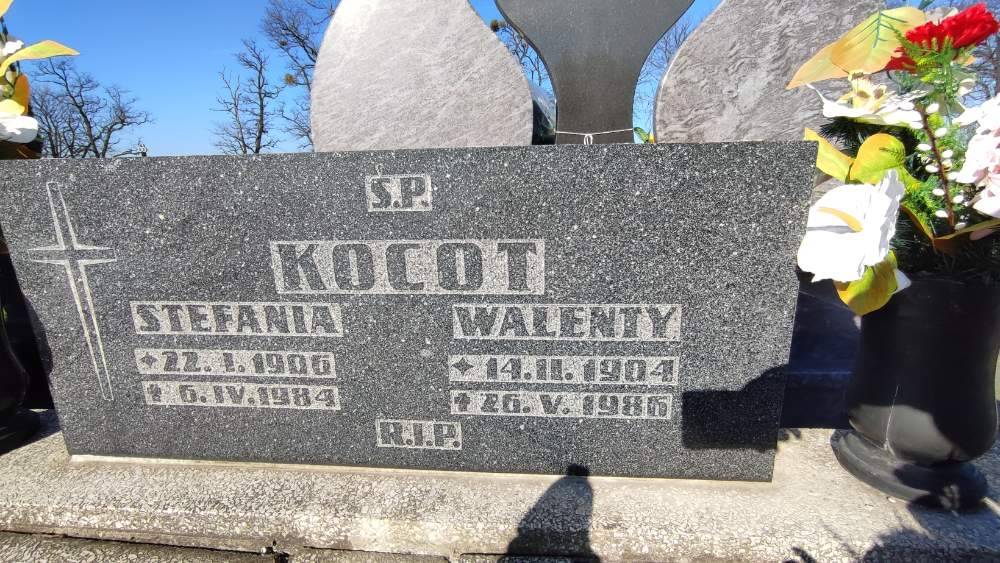 S.P.
KOCOT
STEFANIA
22.I.1906
6.IV.1984
WALENTY
14.II.1904
26.V.1986
R.I.P.